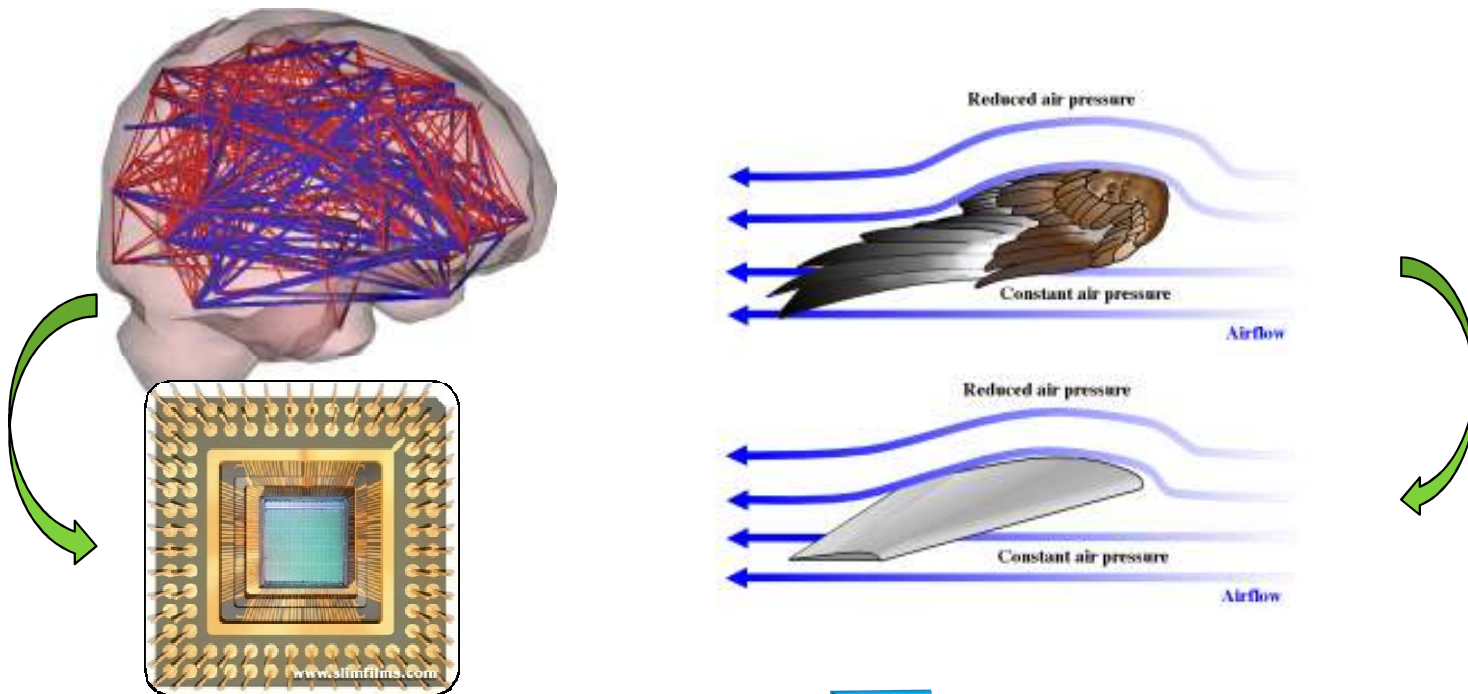 Reduced air pressure
Constant air pressure
Airflow
Reduced air pressure
Constant air pressure
Airflow
www.slimfilms.com